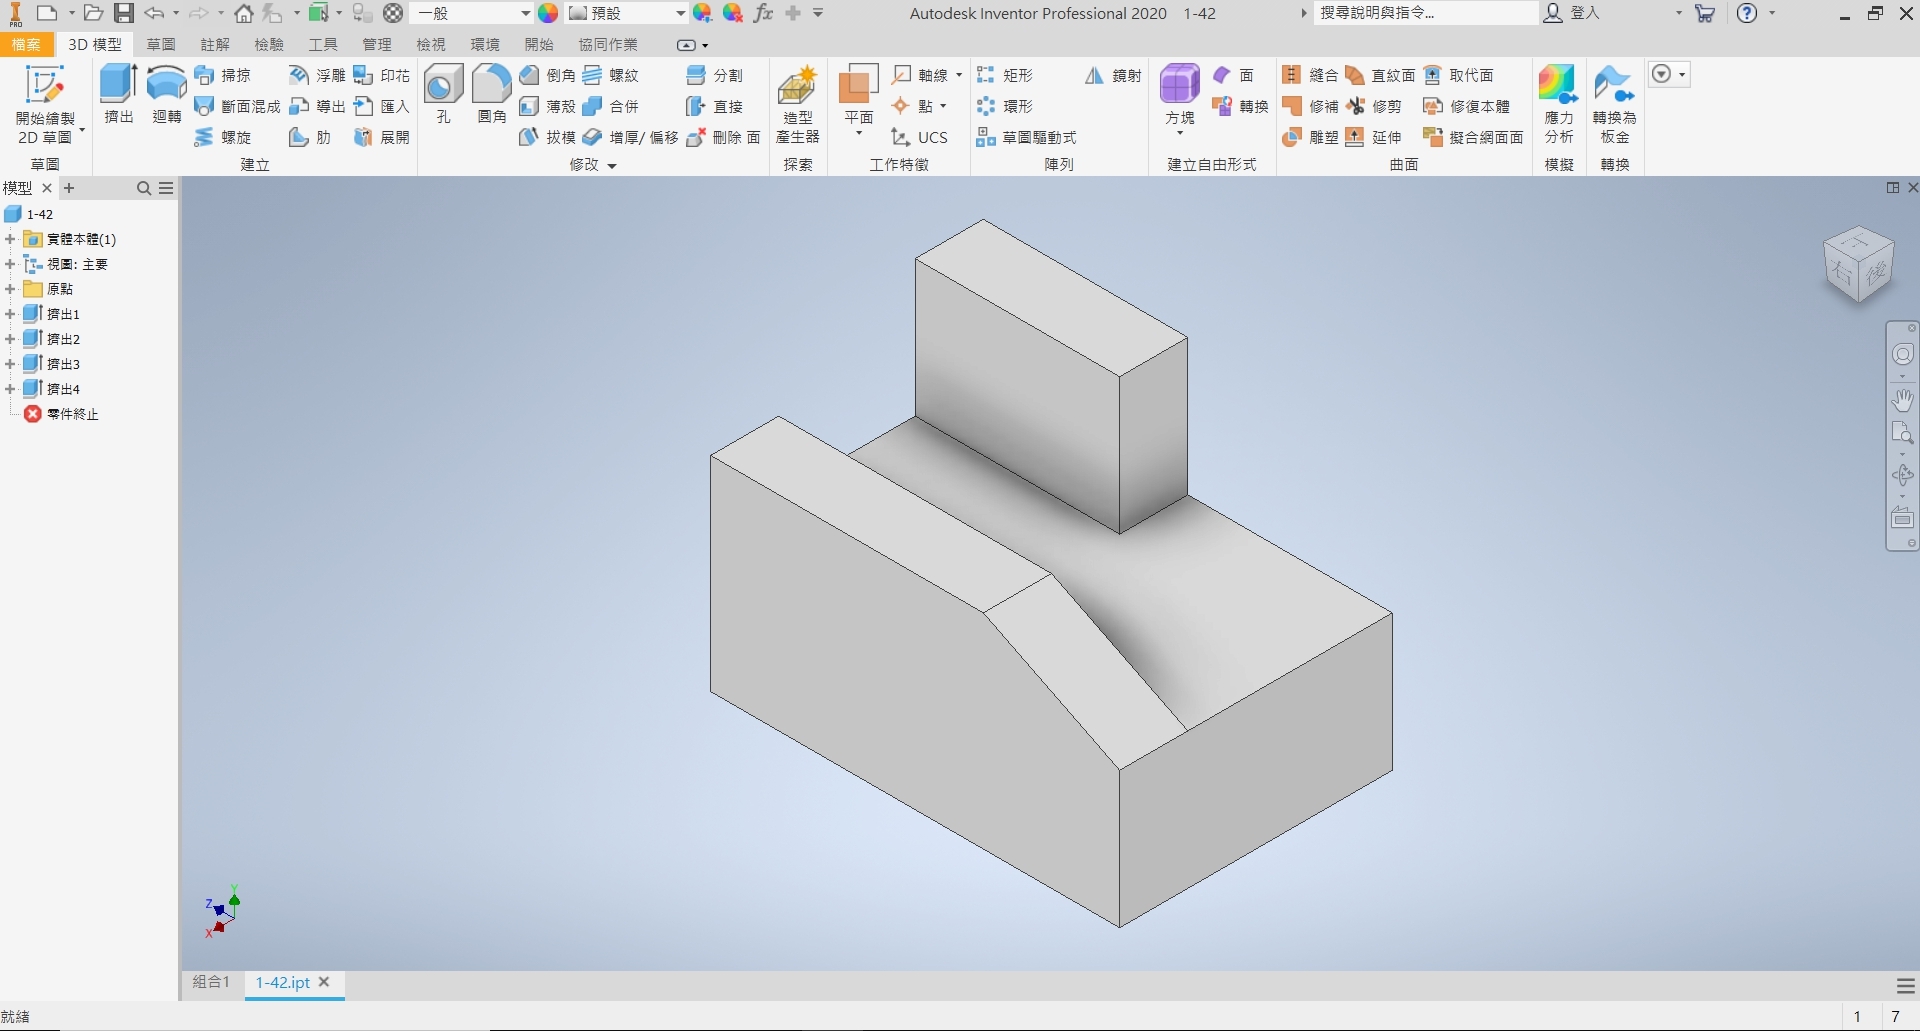 PRO 一般 預設 fx Autodesk Inventor Professional 2020 1-42 搜尋說明與指令... 登入
檔案 3D 模型 草圖 註解 檢驗 工具 管理 檢視 環境 開始 協同作業
開始繪製
2D 草圖
草圖
擠出 迴轉
掃掠 浮雕 印花
斷面混成 導出 匯入
螺旋 肋 展開
建立
孔 圓角
倒角 螺紋 分割
薄殼 合併 直接
拔模 增厚/ 偏移 刪除 面
修改
造型
產生器
探索
平面
軸線
點
UCS
工作特徵
矩形 鏡射
環形
草圖驅動式
陣列
方塊
面
轉換
建立自由形式
縫合 直紋面 取代面
修補 修剪 修復本體
雕塑 延伸 擬合網面面
曲面
應力
分析
模擬
轉換為
板金
轉換
模型
1-42
實體本體(1)
視圖: 主要
原點
擠出1
擠出2
擠出3
擠出4
零件終止
上
右 後
Y
Z
X
組合1 1-42.ipt
就緒 1 7